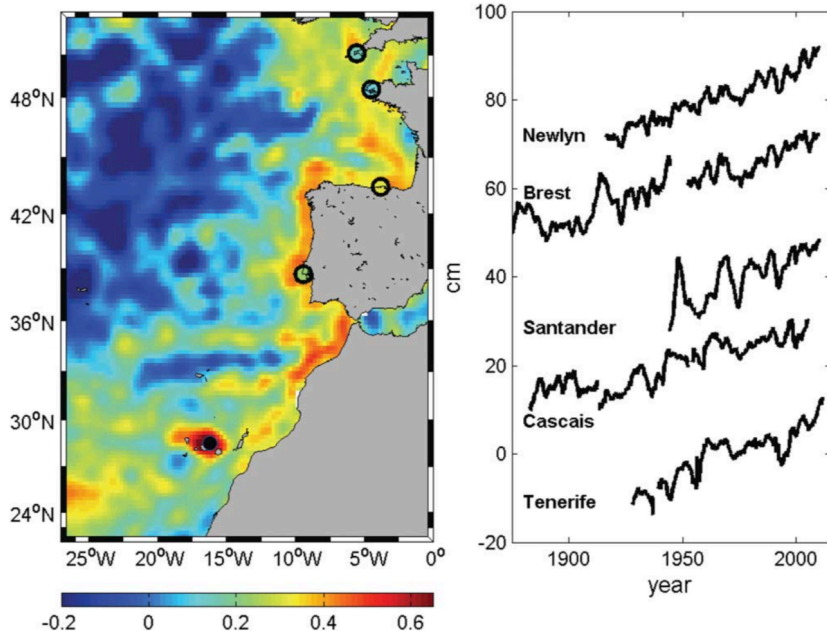 48°N
42°N
36°N
30°N
24°N
25°W 20°W 15°W 10°W 5°W 0°
-0.2 0 0.2 0.4 0.6
100
80
60
40
20
0
-20
cm
Newlyn
Brest
Santander
Cascais
Tenerife
1900 1950 2000
year